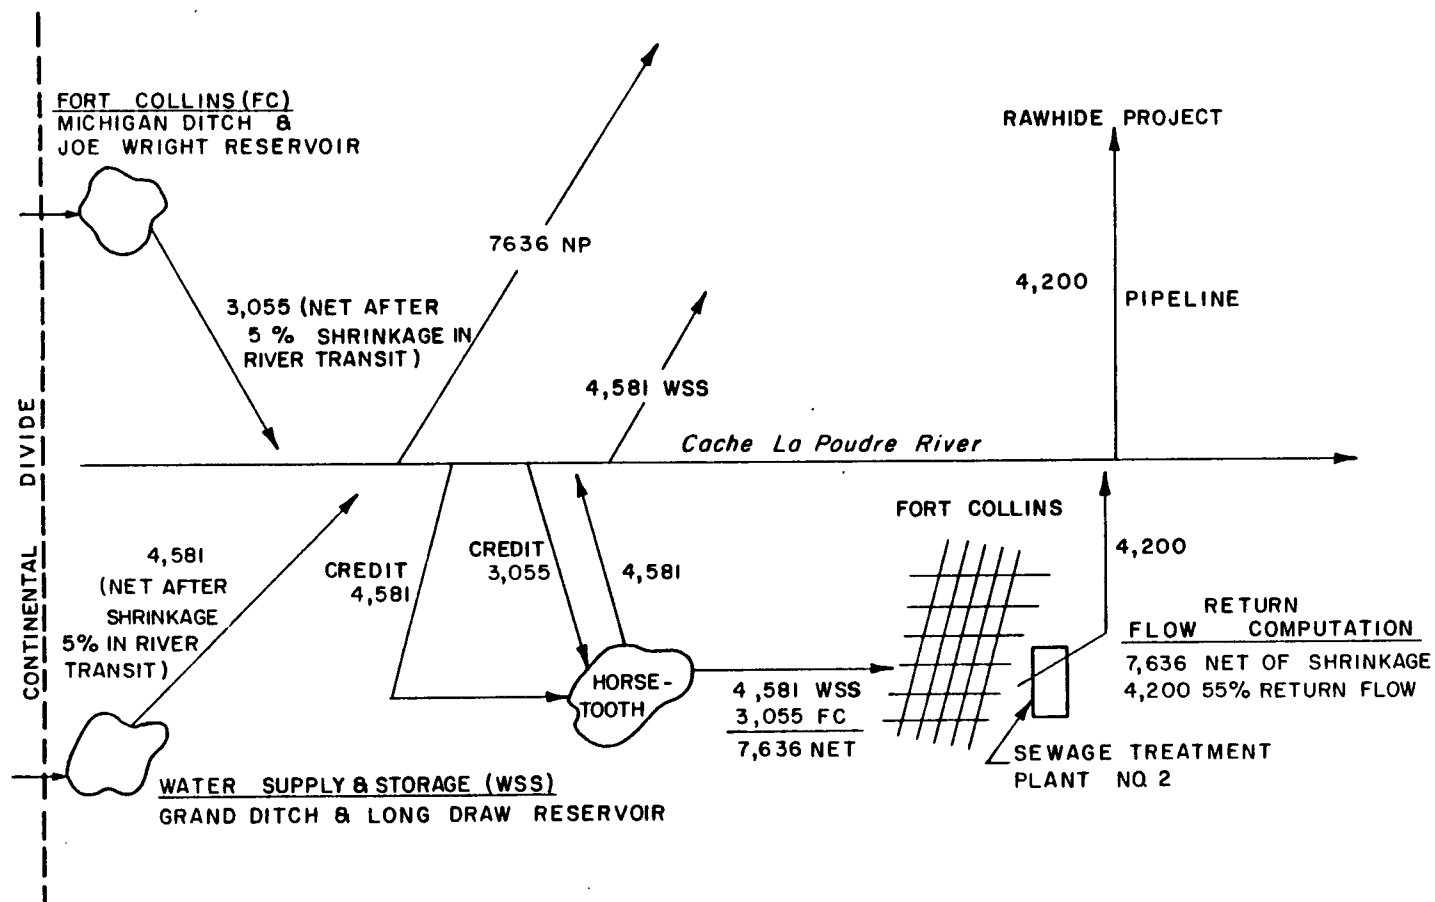 FORT COLLINS (FC)
MICHIGAN DITCH &
JOE WRIGHT RESERVOIR
RAWHIDE PROJECT
7636 NP
4,200
PIPELINE
3,055 (NET AFTER
5 % SHRINKAGE IN
RIVER TRANSIT)
4,581 WSS
Cache La Poudre River
CONTINENTAL DIVIDE
FORT COLLINS
4,581
(NET AFTER
SHRINKAGE
5% IN RIVER
TRANSIT)
CREDIT
4,581
CREDIT
3,055
4,581
4,200
RETURN
FLOW COMPUTATION
7,636 NET OF SHRINKAGE
4,200 55% RETURN FLOW
HORSE-
TOOTH
4,581 WSS
3,055 FC
7,636 NET
SEWAGE TREATMENT
PLANT NO. 2
WATER SUPPLY & STORAGE (WSS)
GRAND DITCH & LONG DRAW RESERVOIR